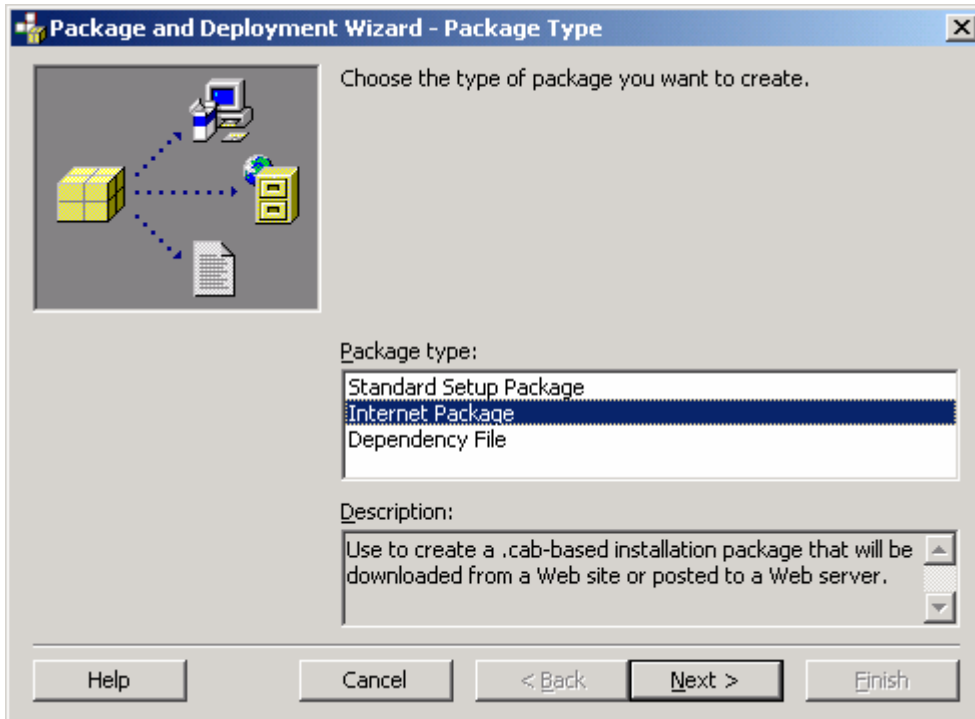 Package and Deployment Wizard - Package Type
Choose the type of package you want to create.
Package type:
Standard Setup Package
Internet Package
Dependency File
Description:
Use to create a .cab-based installation package that will be
downloaded from a Web site or posted to a Web server.
Help
Cancel
< Back
Next >
Finish